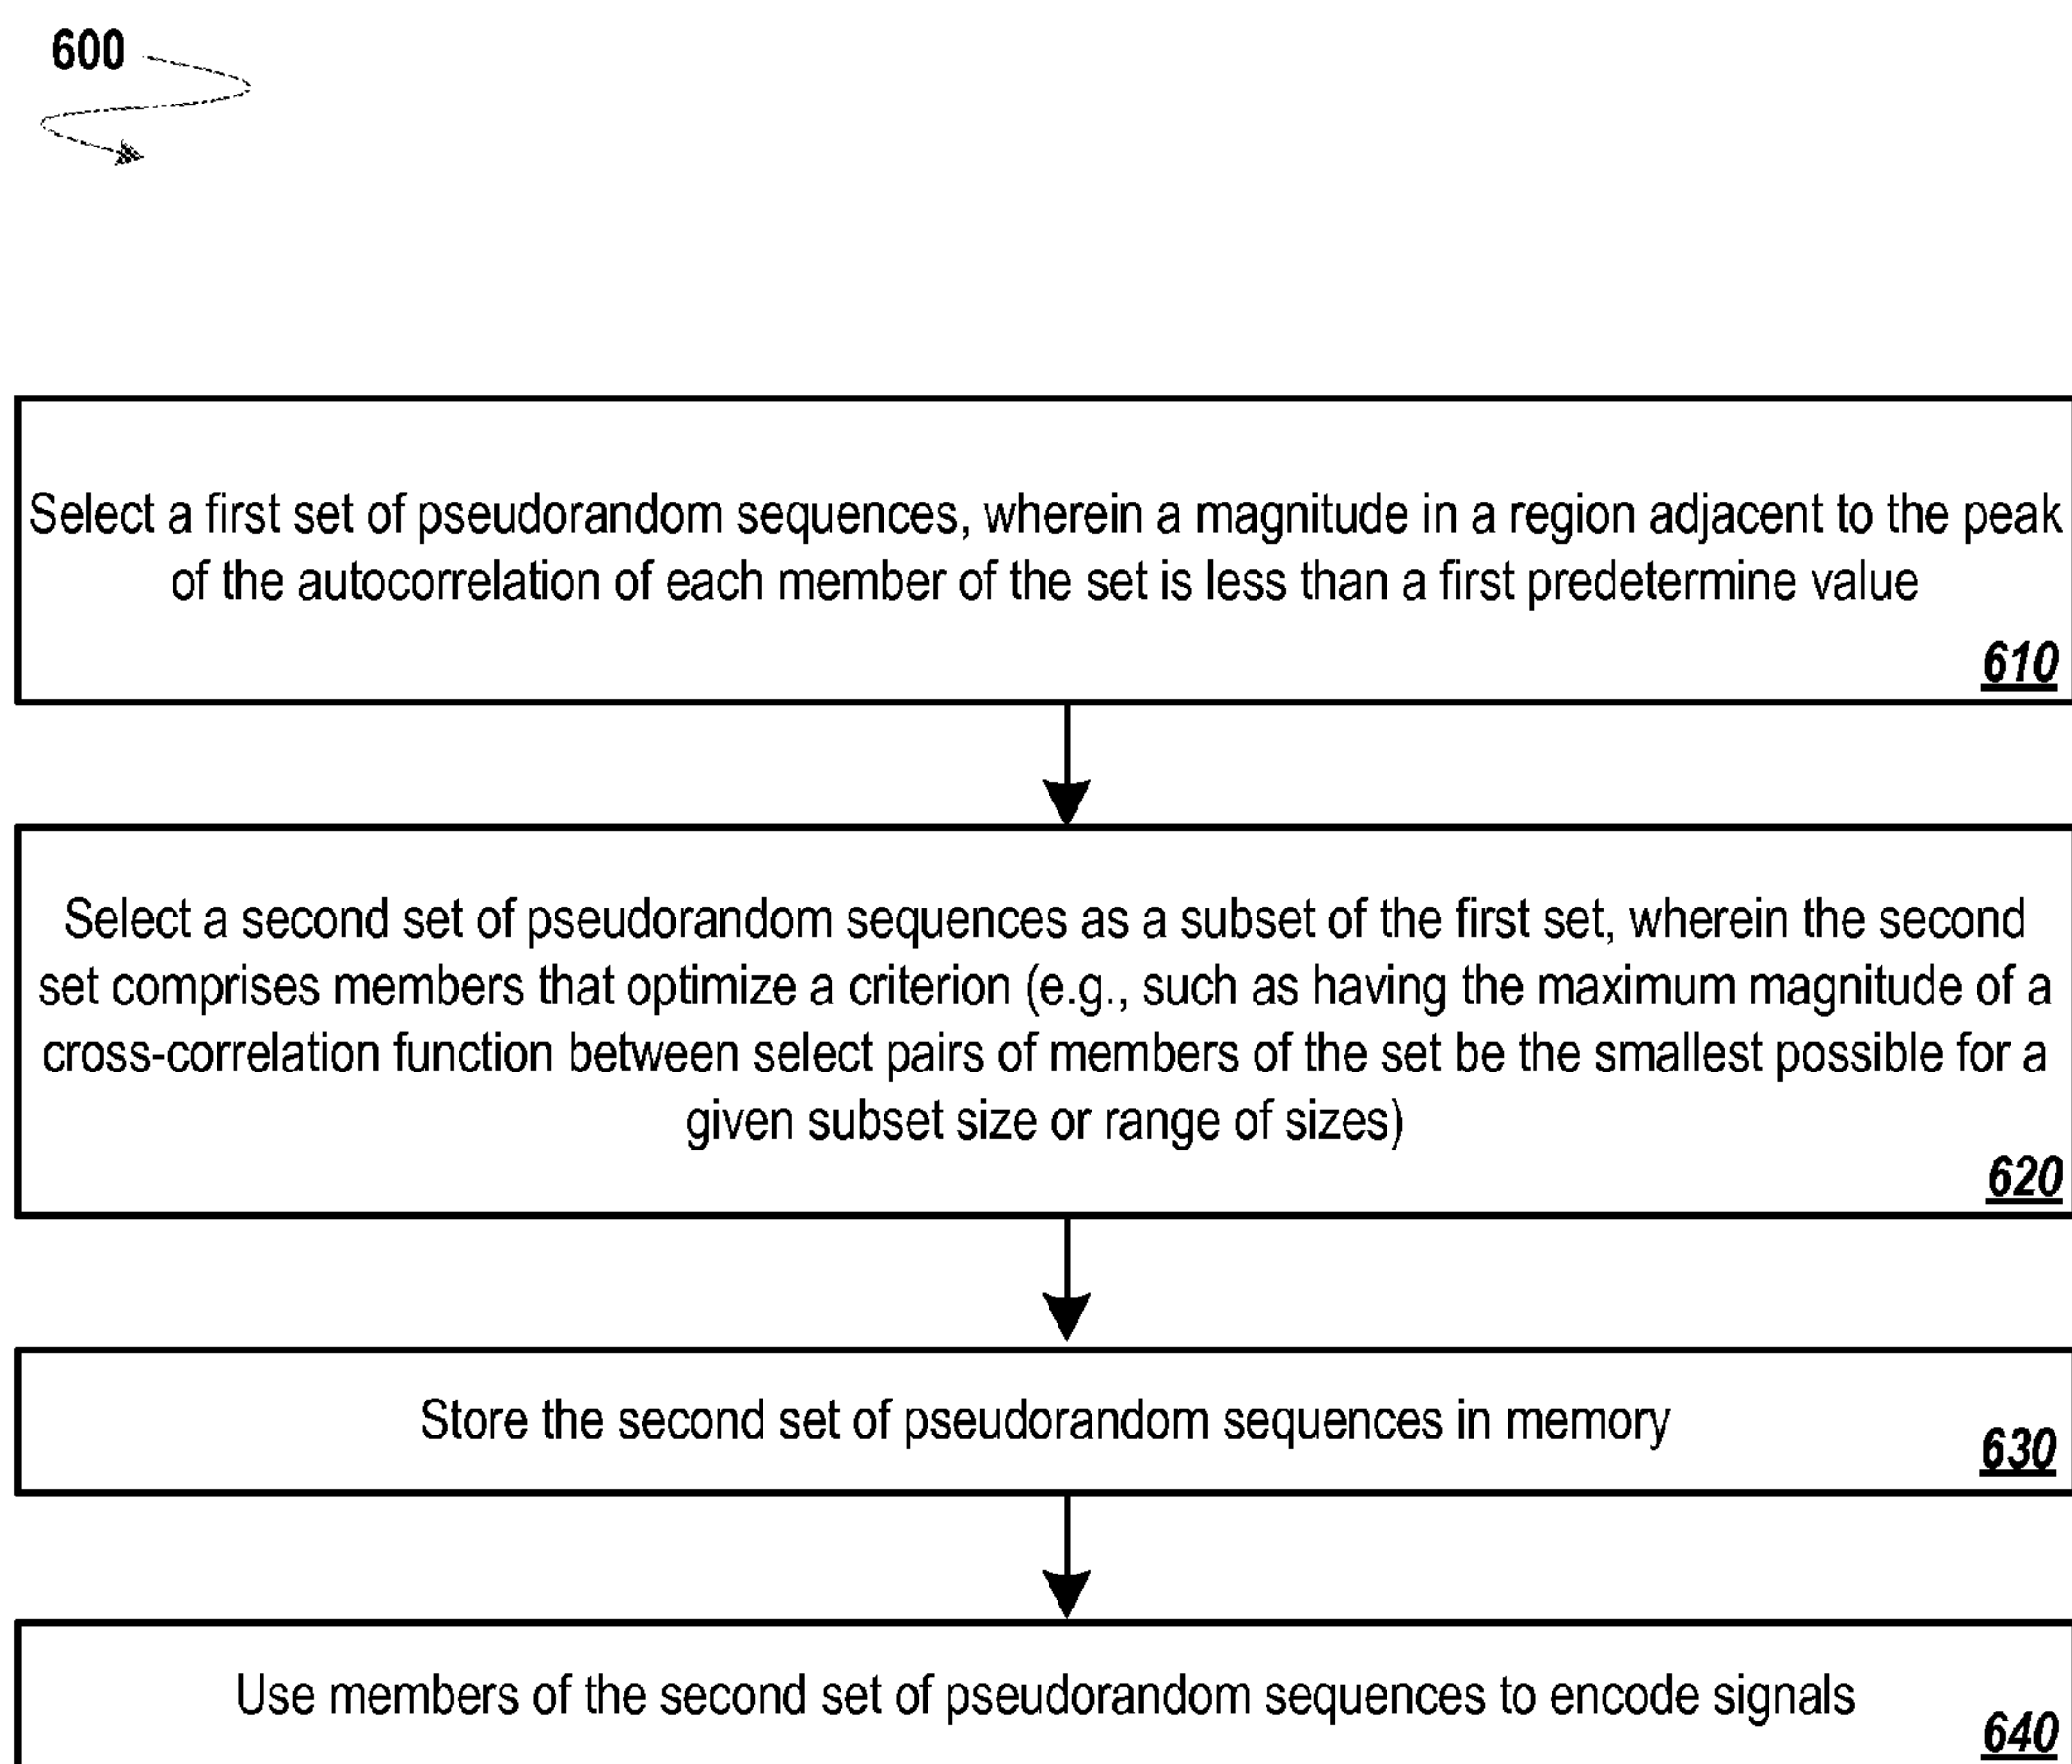 600
Select a first set of pseudorandom sequences, wherein a magnitude in a region adjacent to the peak
of the autocorrelation of each member of the set is less than a first predetermine value
610
Select a second set of pseudorandom sequences as a subset of the first set, wherein the second
set comprises members that optimize a criterion (e.g., such as having the maximum magnitude of a
cross-correlation function between select pairs of members of the set be the smallest possible for a
given subset size or range of sizes)
620
Store the second set of pseudorandom sequences in memory
630
Use members of the second set of pseudorandom sequences to encode signals
640